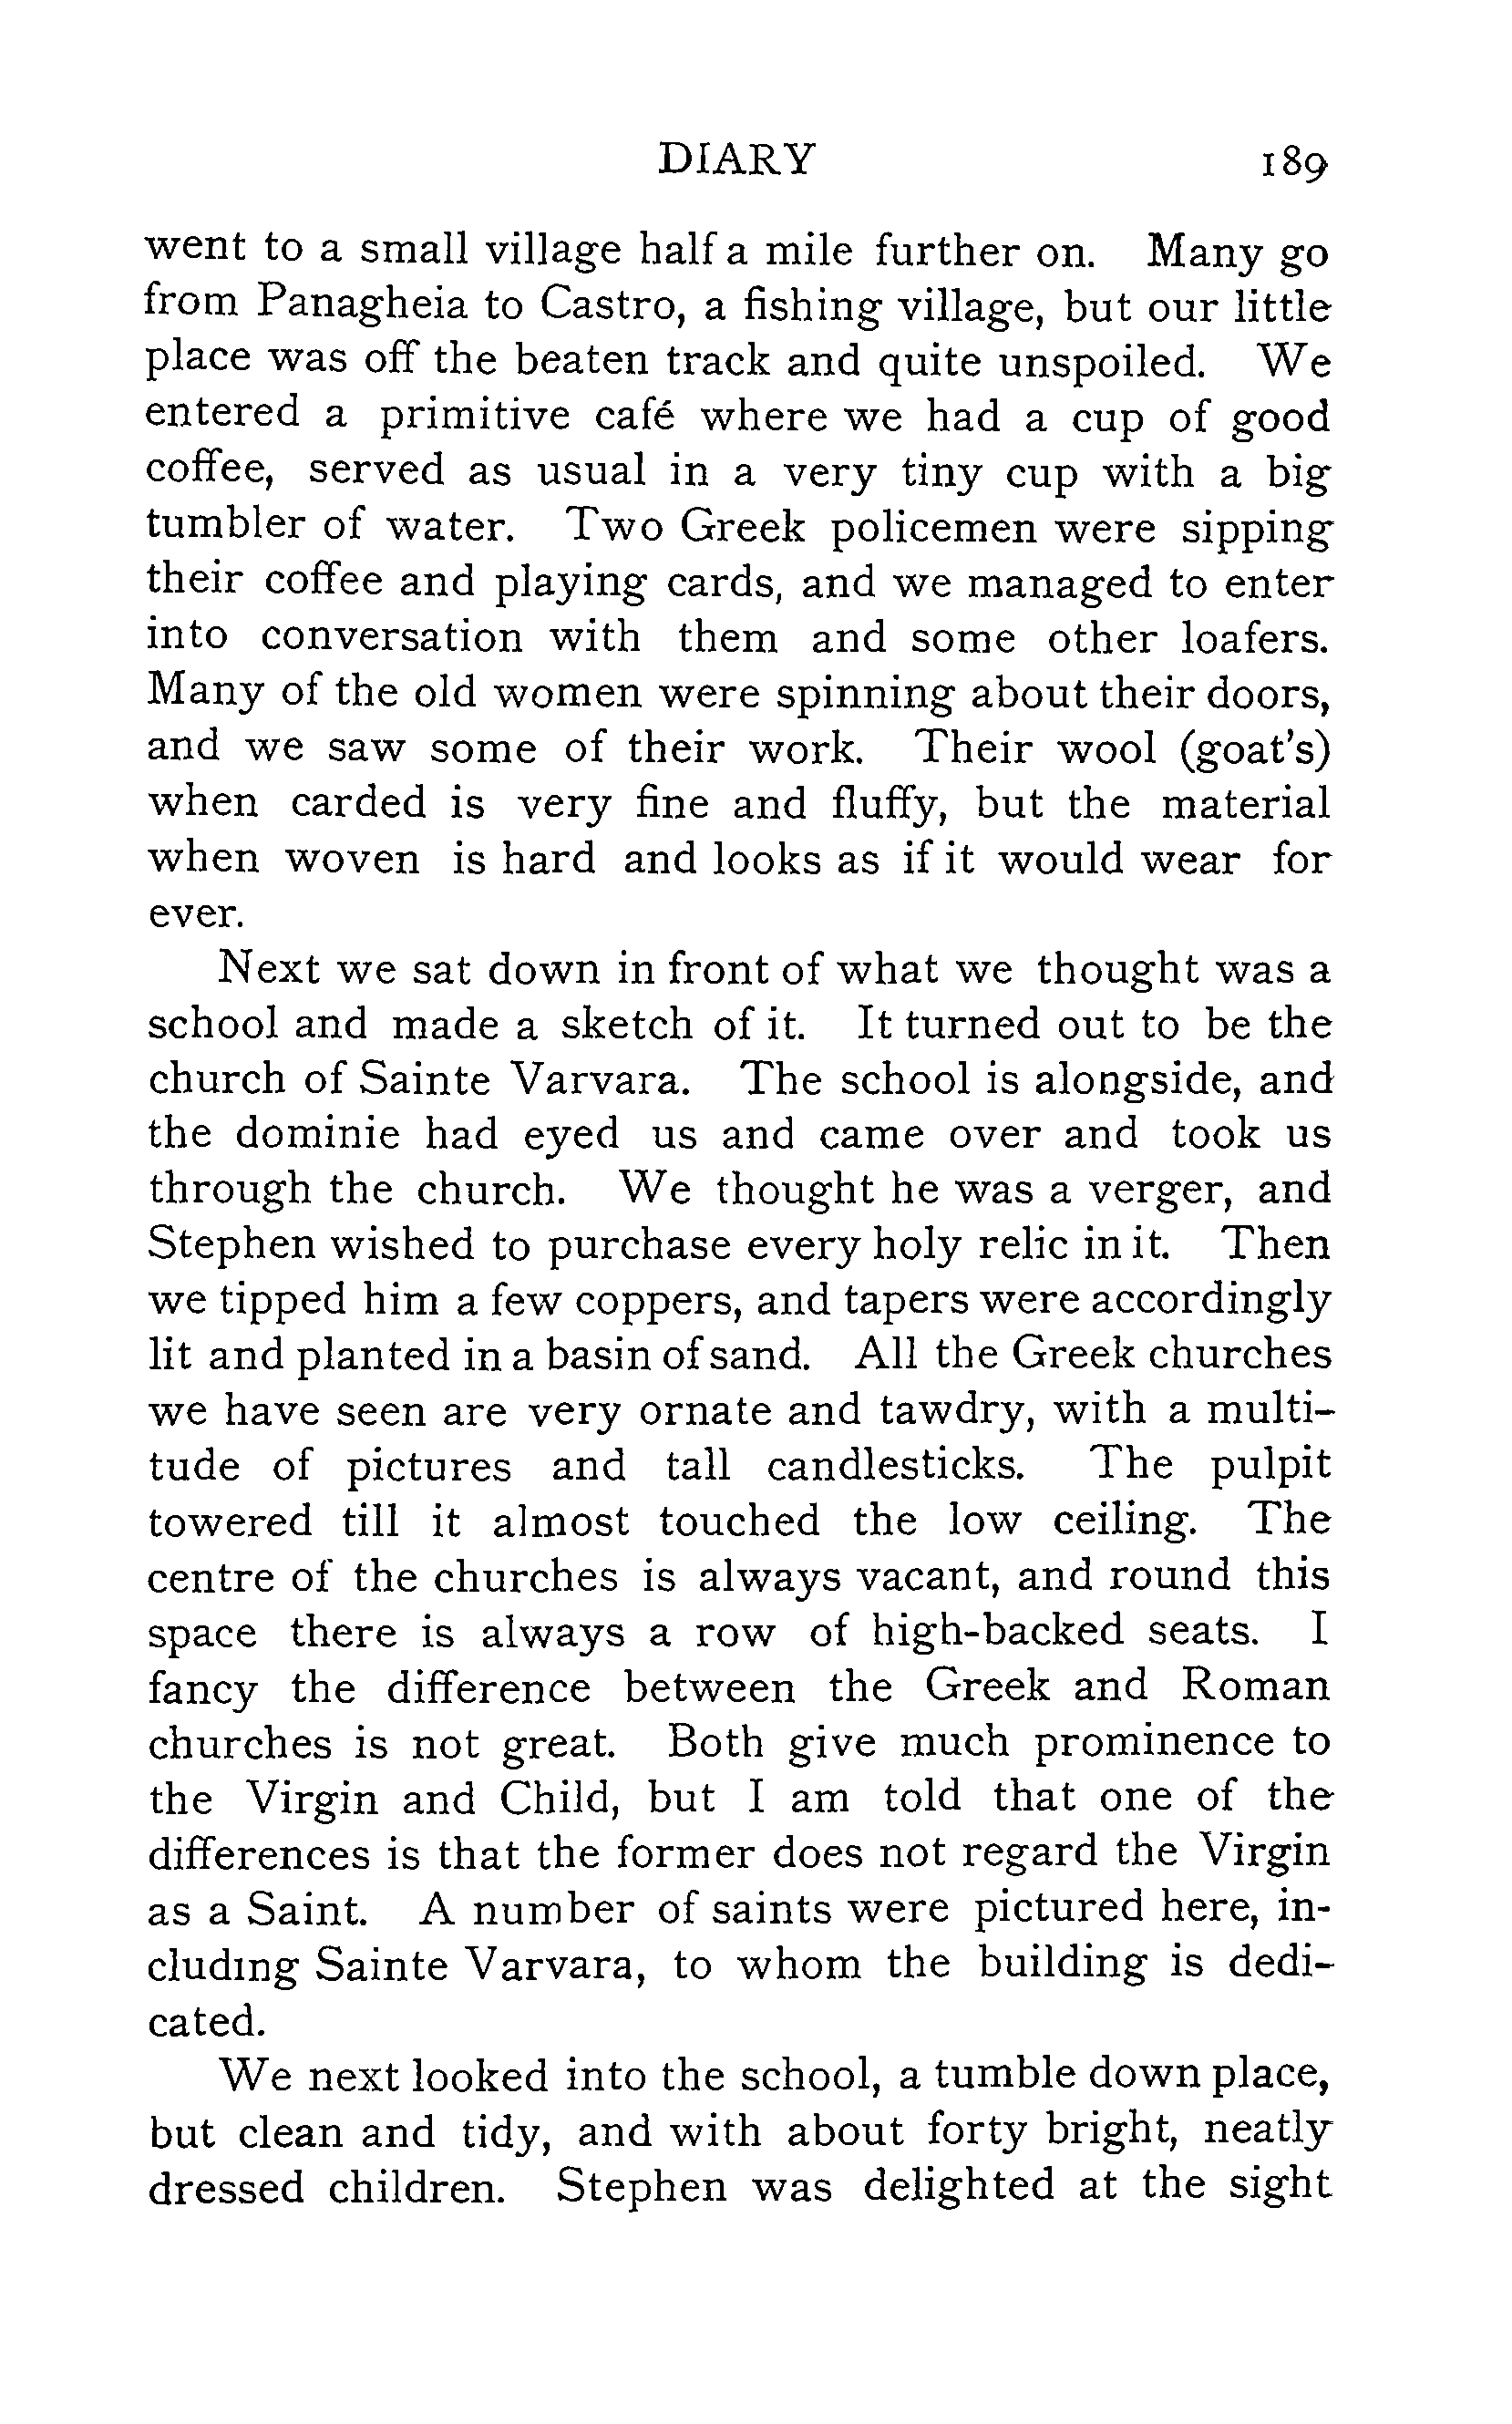 DIARY 189
went to a small village half a mile further on. Many go
from Panagheia to Castro, a fishing village, but our little
place was off the beaten track and quite unspoiled. We
entered a primitive café where we had a cup of good
coffee, served as usual in a very tiny cup with a big
tumbler of water. Two Greek policemen were sipping
their coffee and playing cards, and we managed to enter
into conversation with them and some other loafers.
Many of the old women were spinning about their doors,
and we saw some of their work. Their wool (goat's)
when carded is very fine and fluffy, but the material
when woven is hard and looks as if it would wear for
ever.
Next we sat down in front of what we thought was a
school and made a sketch of it. It turned out to be the
church of Sainte Varvara. The school is alongside, and
the dominie had eyed us and came over and took us
through the church. We thought he was a verger, and
Stephen wished to purchase every holy relic in it. Then
we tipped him a few coppers, and tapers were accordingly
lit and planted in a basin of sand. All the Greek churches
we have seen are very ornate and tawdry, with a multi-
tude of pictures and tall candlesticks. The pulpit
towered till it almost touched the low ceiling. The
centre of the churches is always vacant, and round this
space there is always a row of high-backed seats. I
fancy the difference between the Greek and Roman
churches is not great. Both give much prominence to
the Virgin and Child, but I am told that one of the
differences is that the former does not regard the Virgin
as a Saint. A number of saints were pictured here, in-
cluding Sainte Varvara, to whom the building is dedi-
cated.
We next looked into the school, a tumble down place,
but clean and tidy, and with about forty bright, neatly
dressed children. Stephen was delighted at the sight